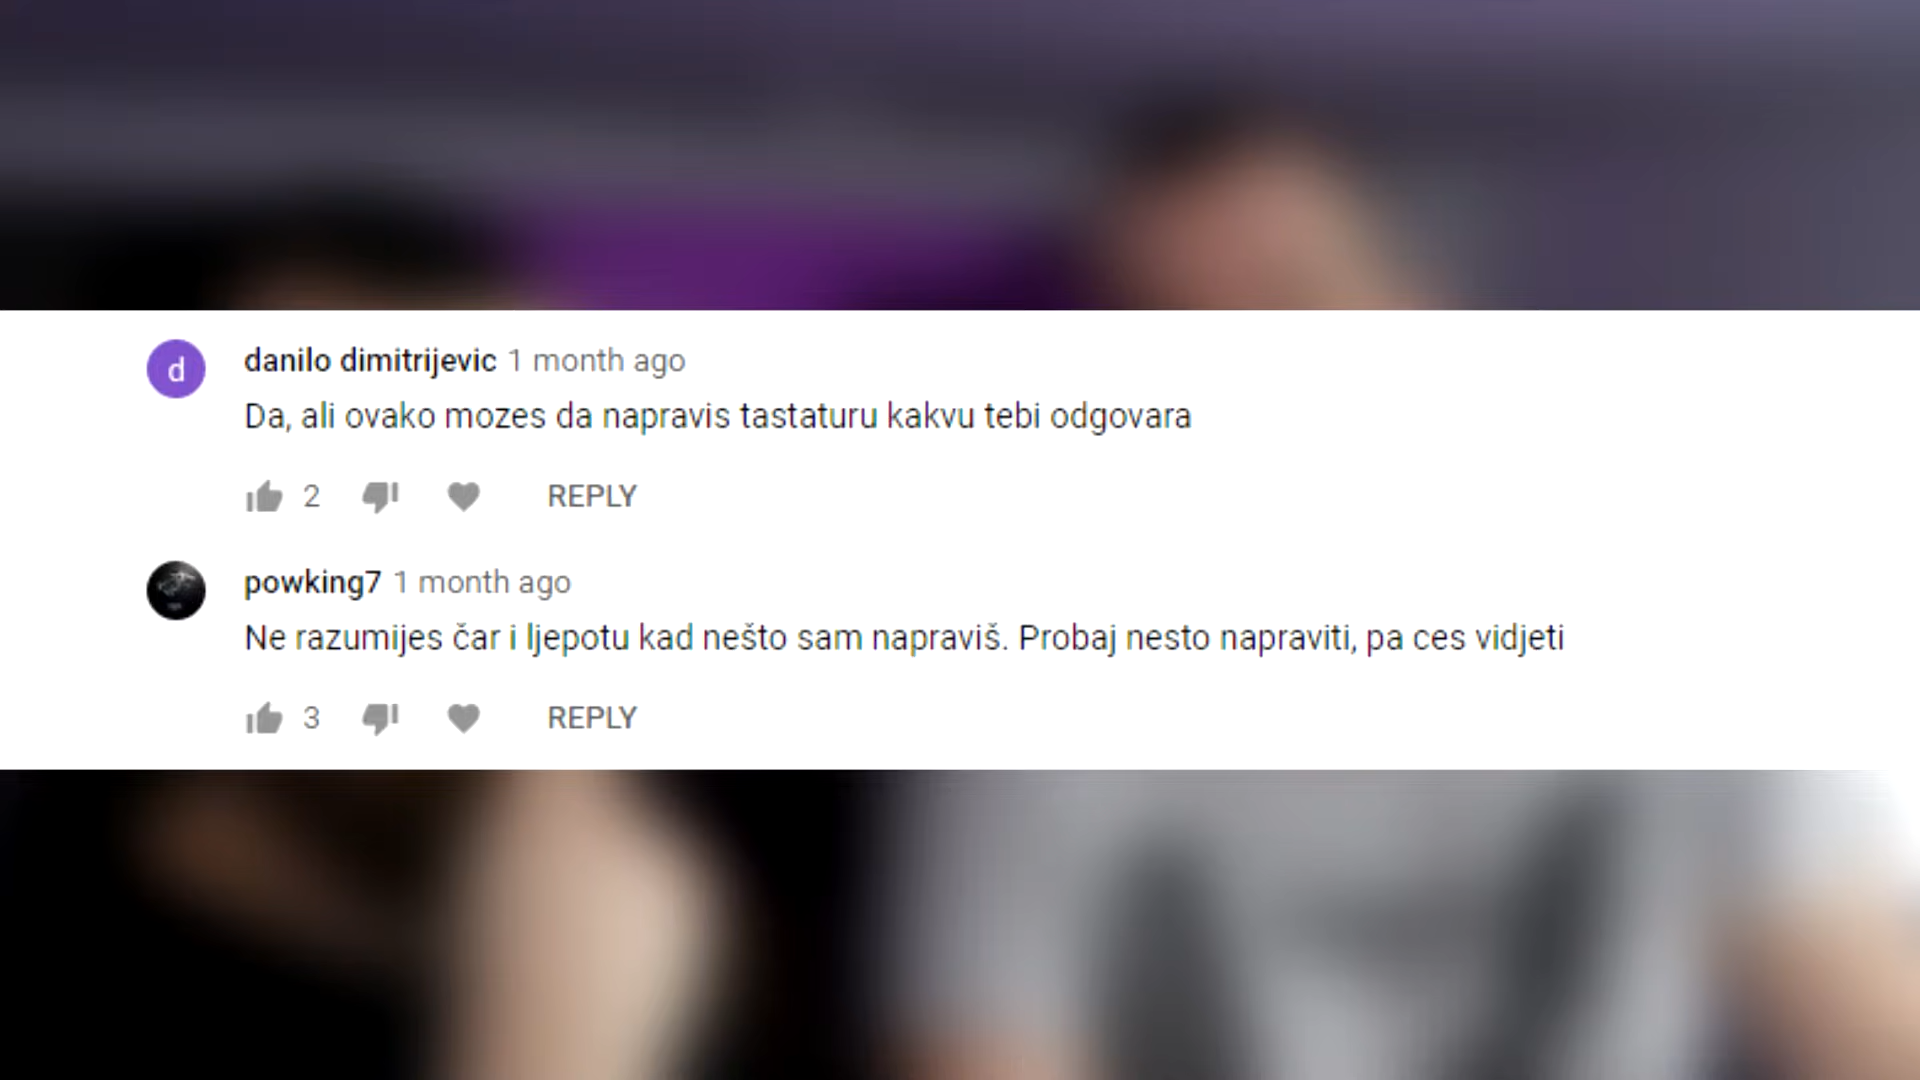 d
danilo dimitrijevic 1 month ago
Da, ali ovako mozes da napravis tastaturu kakvu tebi odgovara
2 REPLY
powking7 1 month ago
Ne razumijes čar i ljepotu kad nešto sam napraviš. Probaj nesto napraviti, pa ces vidjeti
3 REPLY